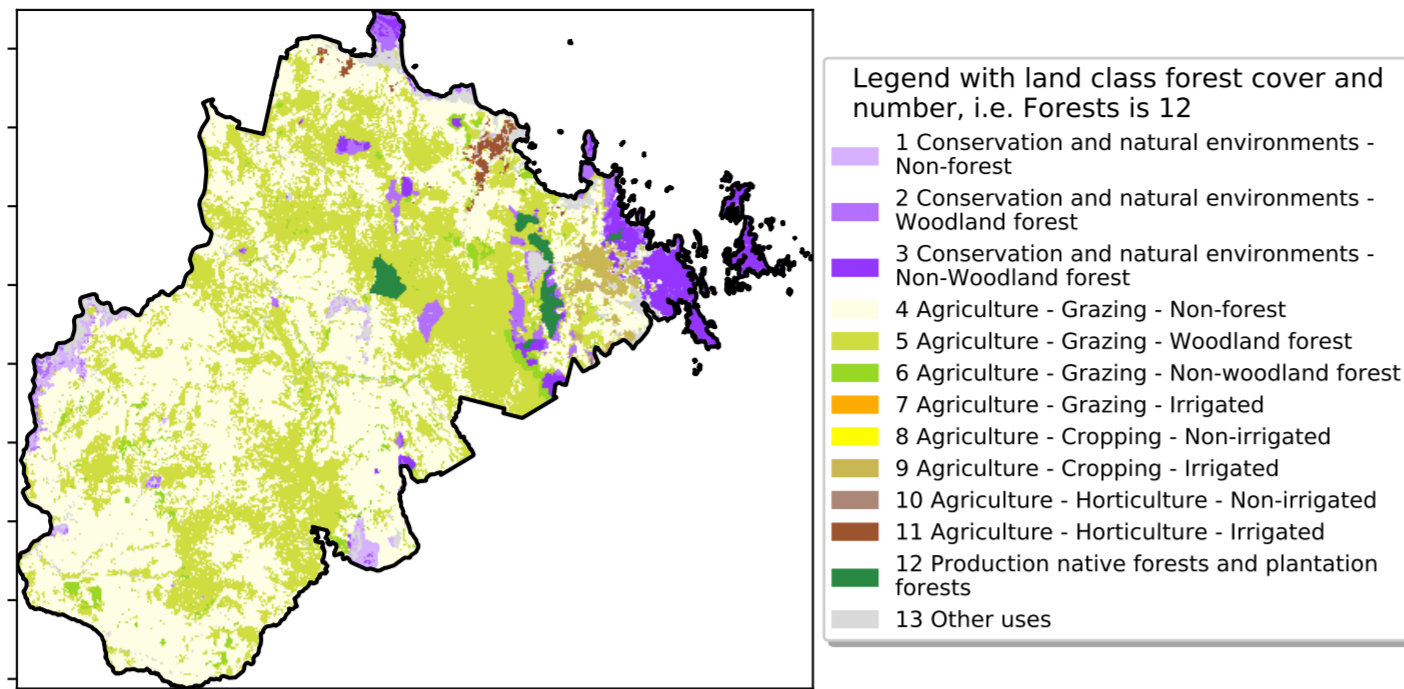 Legend with land class forest cover and
number, i.e. Forests is 12
1 Conservation and natural environments -
Non-forest
2 Conservation and natural environments -
Woodland forest
3 Conservation and natural environments -
Non-Woodland forest
4 Agriculture - Grazing - Non-forest
5 Agriculture - Grazing - Woodland forest
6 Agriculture - Grazing - Non-woodland forest
7 Agriculture - Grazing - Irrigated
8 Agriculture - Cropping - Non-irrigated
9 Agriculture - Cropping - Irrigated
10 Agriculture - Horticulture - Non-irrigated
11 Agriculture - Horticulture - Irrigated
12 Production native forests and plantation
forests
13 Other uses